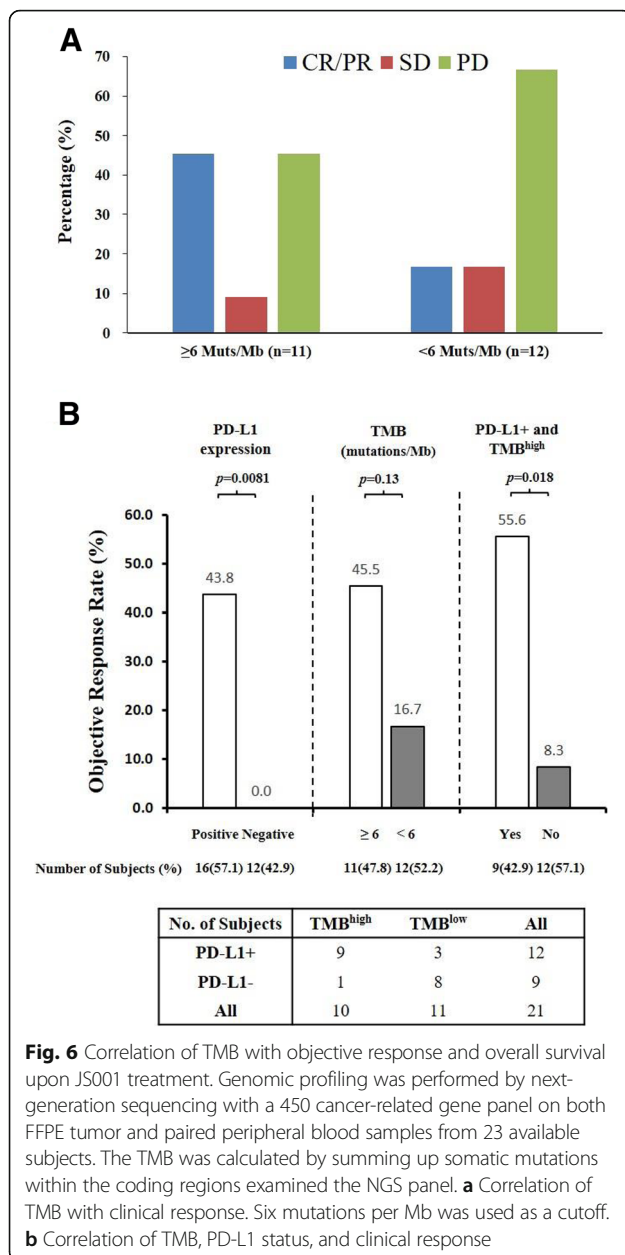 A
CR/PR SD PD
Percentage (%)
70
60
50
40
30
20
10
0
≥6 Muts/Mb (n=11) <6 Muts/Mb (n=12)
B
PD-L1 expression
TMB (mutations/Mb)
PD-L1+ and TMBhigh
p=0.0081 p=0.13 p=0.018
Objective Response Rate (%)
60.0
50.0
40.0
30.0
20.0
10.0
0.0
43.8 0.0 45.5 16.7 55.6 8.3
Positive Negative ≥ 6 < 6 Yes No
Number of Subjects (%) 16(57.1) 12(42.9) 11(47.8) 12(52.2) 9(42.9) 12(57.1)
No. of Subjects TMBhigh TMBlow All
PD-L1+ 9 3 12
PD-L1- 1 8 9
All 10 11 21
Fig. 6 Correlation of TMB with objective response and overall survival
upon JS001 treatment. Genomic profiling was performed by next-
generation sequencing with a 450 cancer-related gene panel on both
FFPE tumor and paired peripheral blood samples from 23 available
subjects. The TMB was calculated by summing up somatic mutations
within the coding regions examined the NGS panel. a Correlation of
TMB with clinical response. Six mutations per Mb was used as a cutoff.
b Correlation of TMB, PD-L1 status, and clinical response